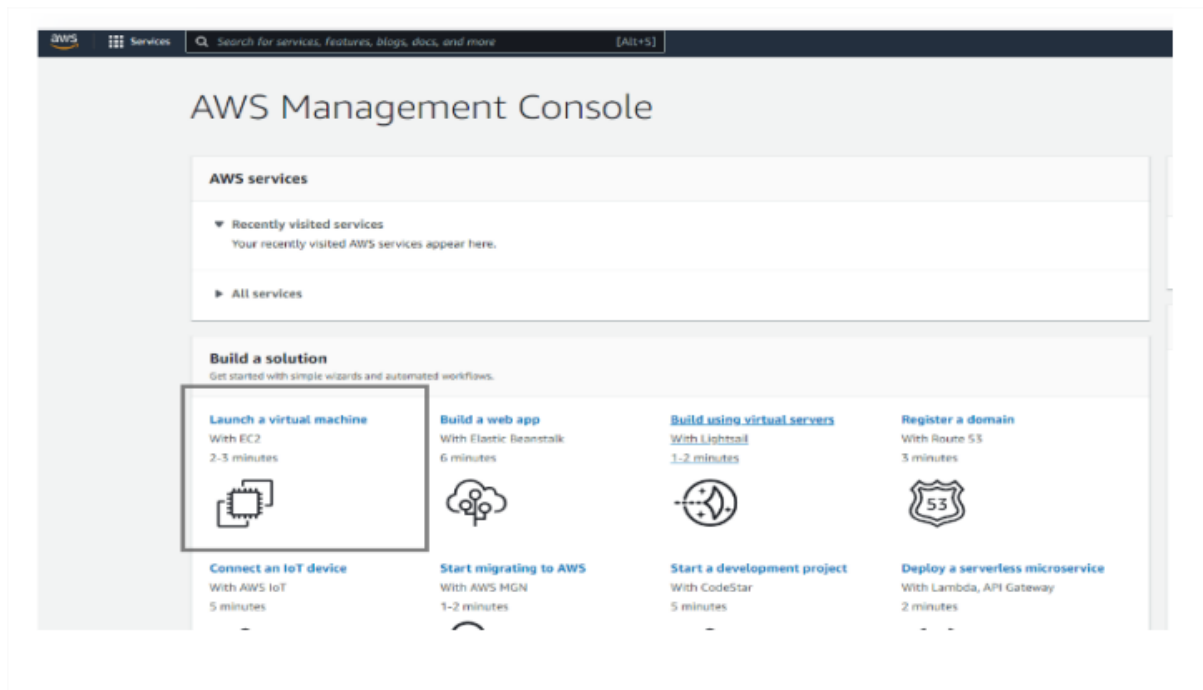 aws Services Search for services, features, blogs, docs, and more [Alt+S]
AWS Management Console
AWS services
▼ Recently visited services
Your recently visited AWS services appear here.
► All services
Build a solution
Get started with simple wizards and automated workflows.
Launch a virtual machine
With EC2
2-3 minutes
Build a web app
With Elastic Beanstalk
6 minutes
Build using virtual servers
With Lightsail
1-2 minutes
Register a domain
With Route 53
3 minutes
53
Connect an IoT device
With AWS IoT
5 minutes
Start migrating to AWS
With AWS MGN
1-2 minutes
Start a development project
With CodeStar
5 minutes
Deploy a serverless microservice
With Lambda, API Gateway
2 minutes